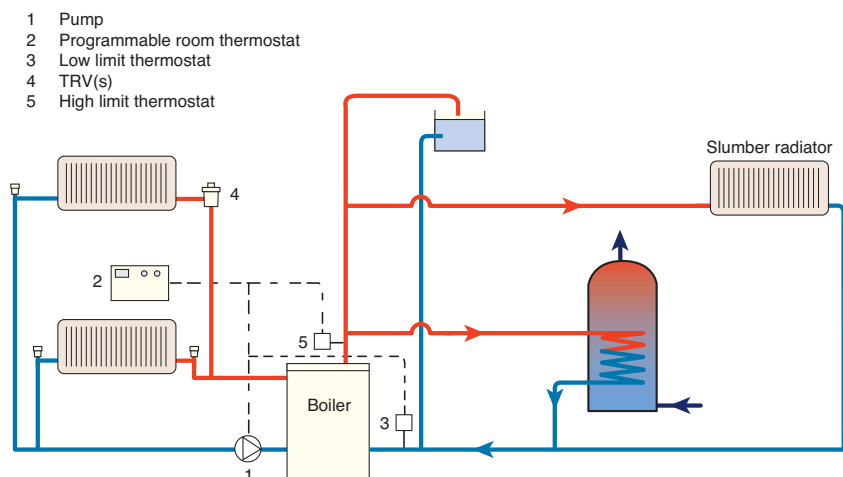 1 Pump
2 Programmable room thermostat
3 Low limit thermostat
4 TRV(s)
5 High limit thermostat
Slumber radiator
4
2
5
Boiler
3
1